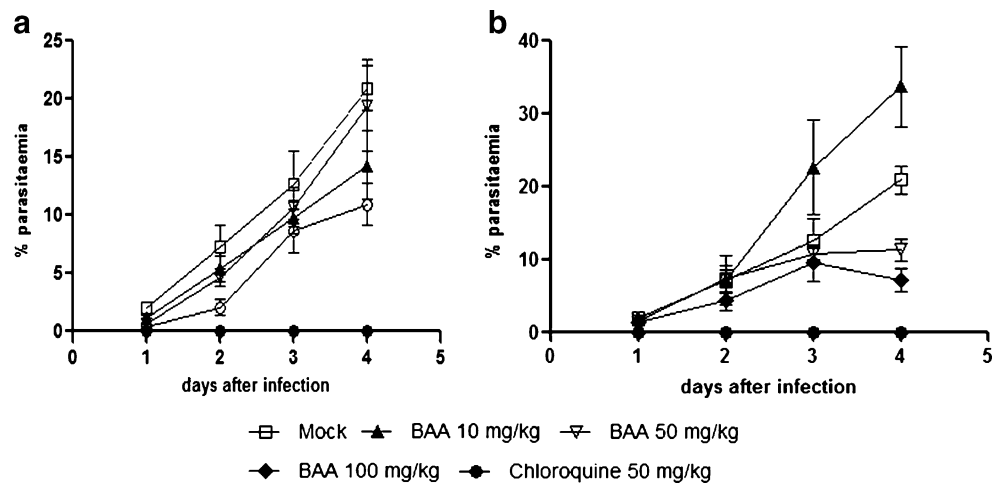 a
25
20
15
10
5
0
% parasitaemia
0 1 2 3 4 5
days after infection
b
40
30
20
10
0
% parasitaemia
0 1 2 3 4 5
days after infection
Mock BAA 10 mg/kg BAA 50 mg/kg
BAA 100 mg/kg Chloroquine 50 mg/kg